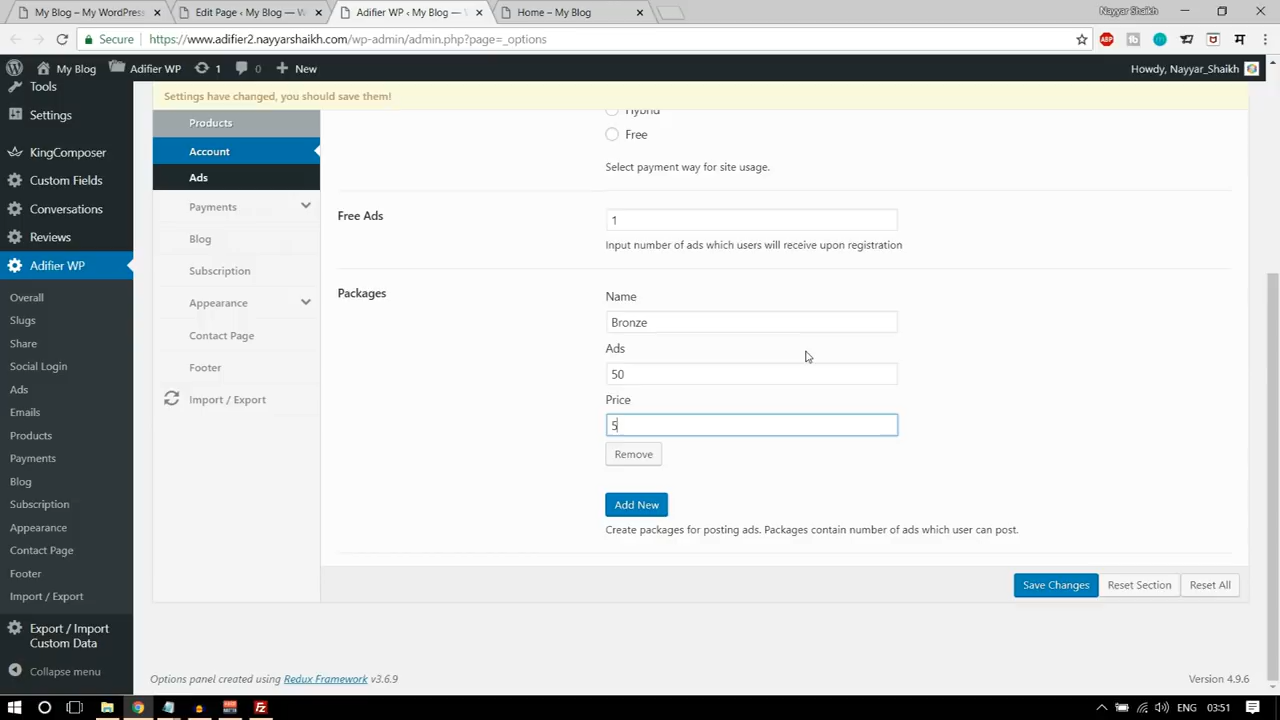 My Blog – My WordPress
Edit Page ‹ My Blog — W
Adifier WP ‹ My Blog —
Home – My Blog
Nayyar Shaikh
Secure
https://www.adifier2.nayyarshaikh.com/wp-admin/admin.php?page=_options
ABP
My Blog
Adifier WP
1
0
New
Howdy, Nayyar_Shaikh
Tools
Settings
KingComposer
Custom Fields
Conversations
Reviews
Adifier WP
Overall
Slugs
Share
Social Login
Ads
Emails
Products
Payments
Blog
Subscription
Appearance
Contact Page
Footer
Import / Export
Export / Import
Custom Data
Collapse menu
Settings have changed, you should save them!
Products
Account
Ads
Payments
Blog
Subscription
Appearance
Contact Page
Footer
Import / Export
Hybrid
Free
Select payment way for site usage.
Free Ads
1
Input number of ads which users will receive upon registration
Packages
Name
Bronze
Ads
50
Price
5
Remove
Add New
Create packages for posting ads. Packages contain number of ads which user can post.
Save Changes
Reset Section
Reset All
Options panel created using Redux Framework v3.6.9
Version 4.9.6
ENG
03:51